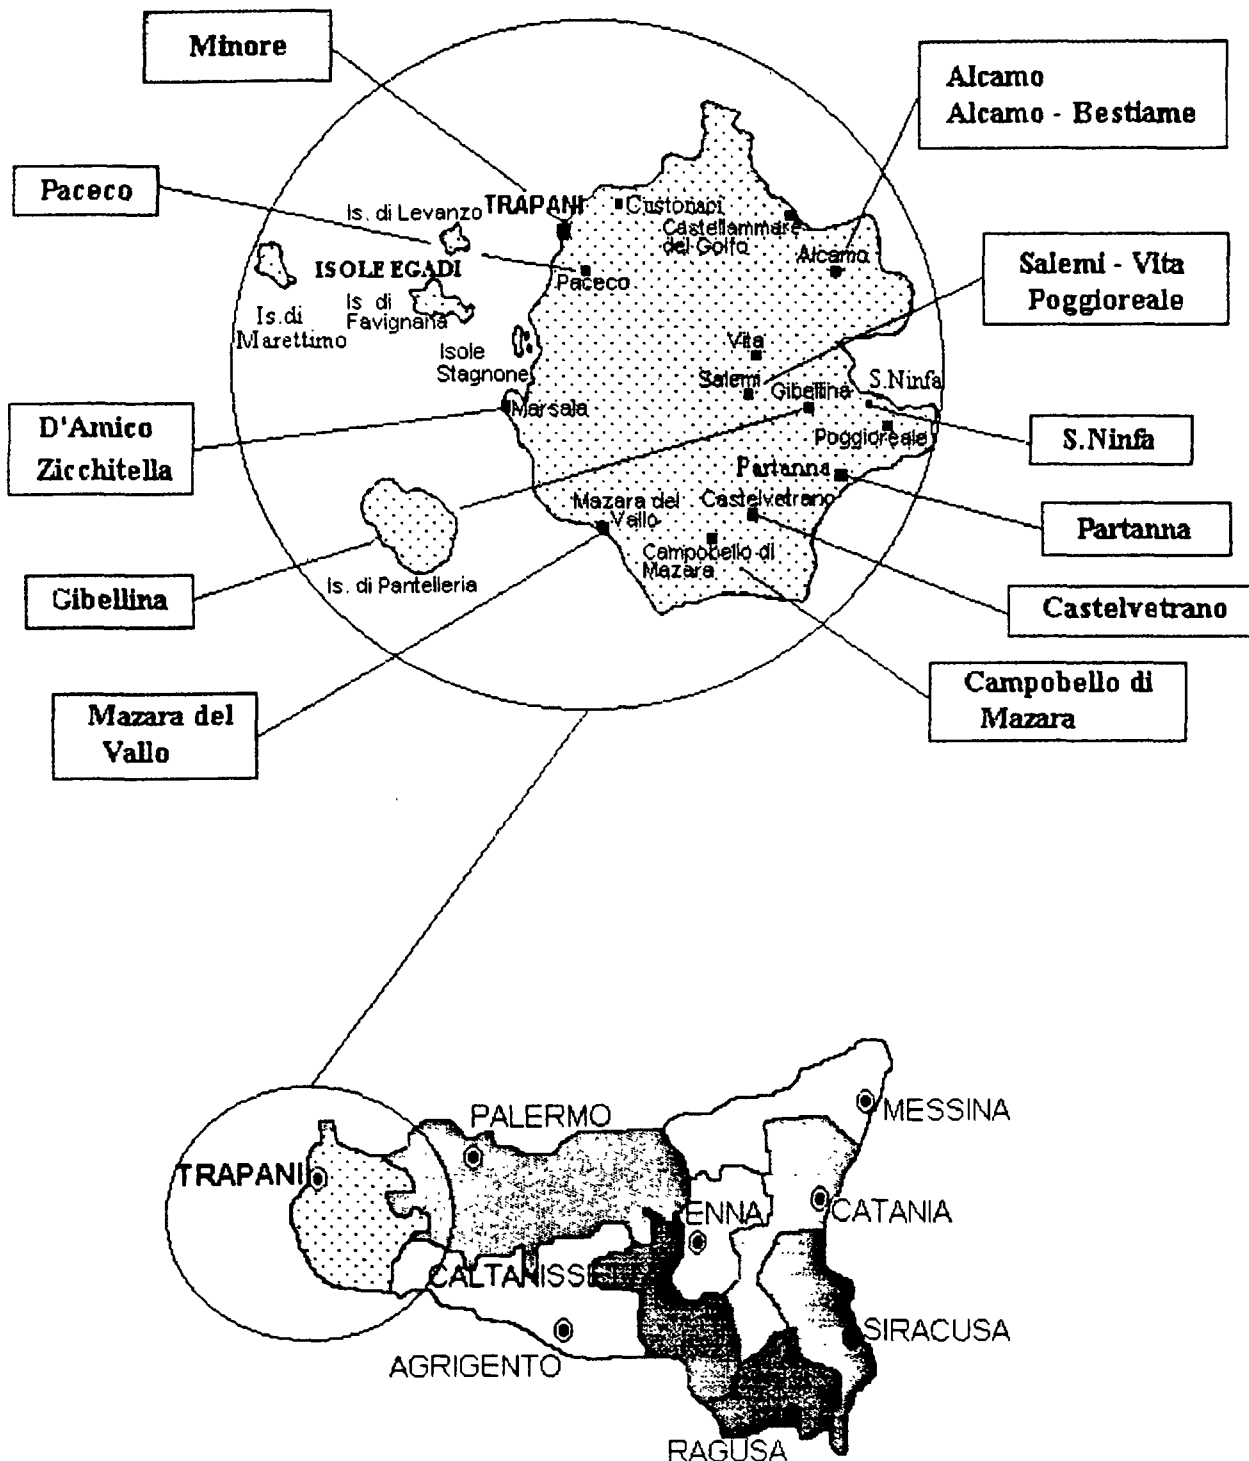 Minore
Alcamo
Alcamo - Bestiame
Paceco
Is. di Levanzo
TRAPANI
Custonaci
Castellammare
del Golfo
Alcamo
ISOLE EGADI
Paceco
Is. di
Favignana
Is. di
Marettimo
Salemi - Vita
Poggioreale
Isole
Stagnone
Vita
Salemi
Gibellina
S.Ninfa
Marsala
Poggioreale
D'Amico
Zicchitella
S.Ninfa
Partanna
Mazara del
Vallo
Castelvetrano
Partanna
Campobello di
Mazara
Is. di Pantelleria
Gibellina
Castelvetrano
Mazara del
Vallo
Campobello di
Mazara
PALERMO
MESSINA
TRAPANI
ENNA
CATANIA
CALTANISSE
SIRACUSA
AGRIGENTO
RAGUSA